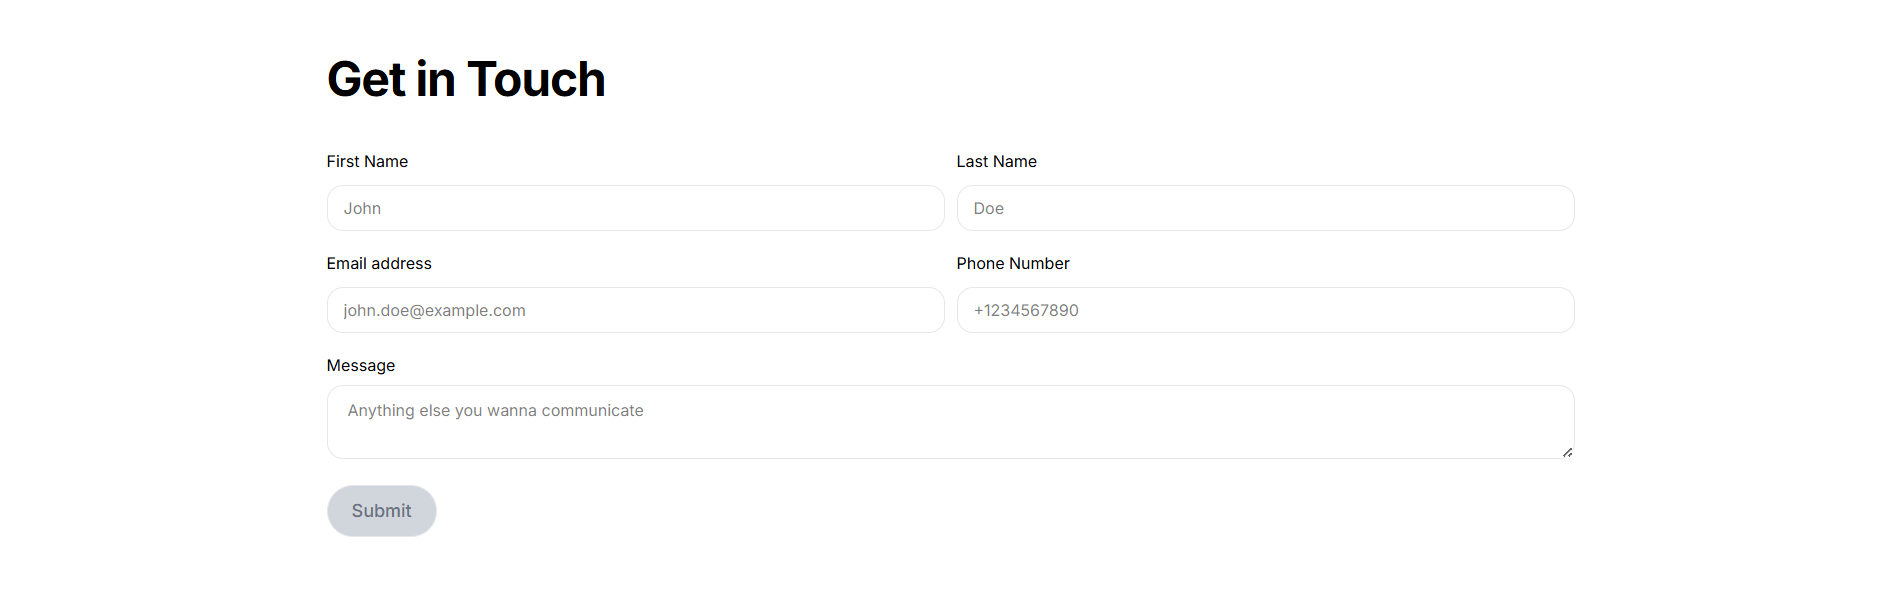 Get in Touch
First Name
Last Name
John
Doe
Email address
Phone Number
john.doe@example.com
+1234567890
Message
Anything else you wanna communicate
Submit